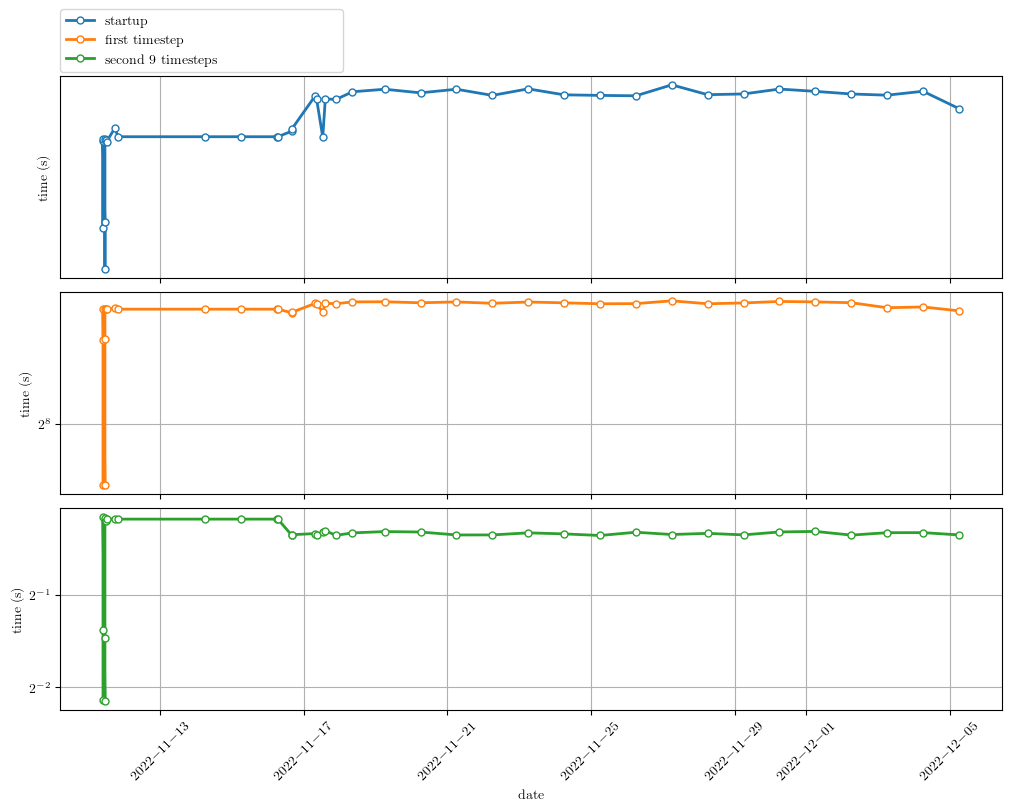 startup
first timestep
second 9 timesteps
time (s)
time (s)
2^8
time (s)
2^−1
2^−2
2022−11−13
2022−11−17
2022−11−21
2022−11−25
2022−11−29
2022−12−01
2022−12−05
date